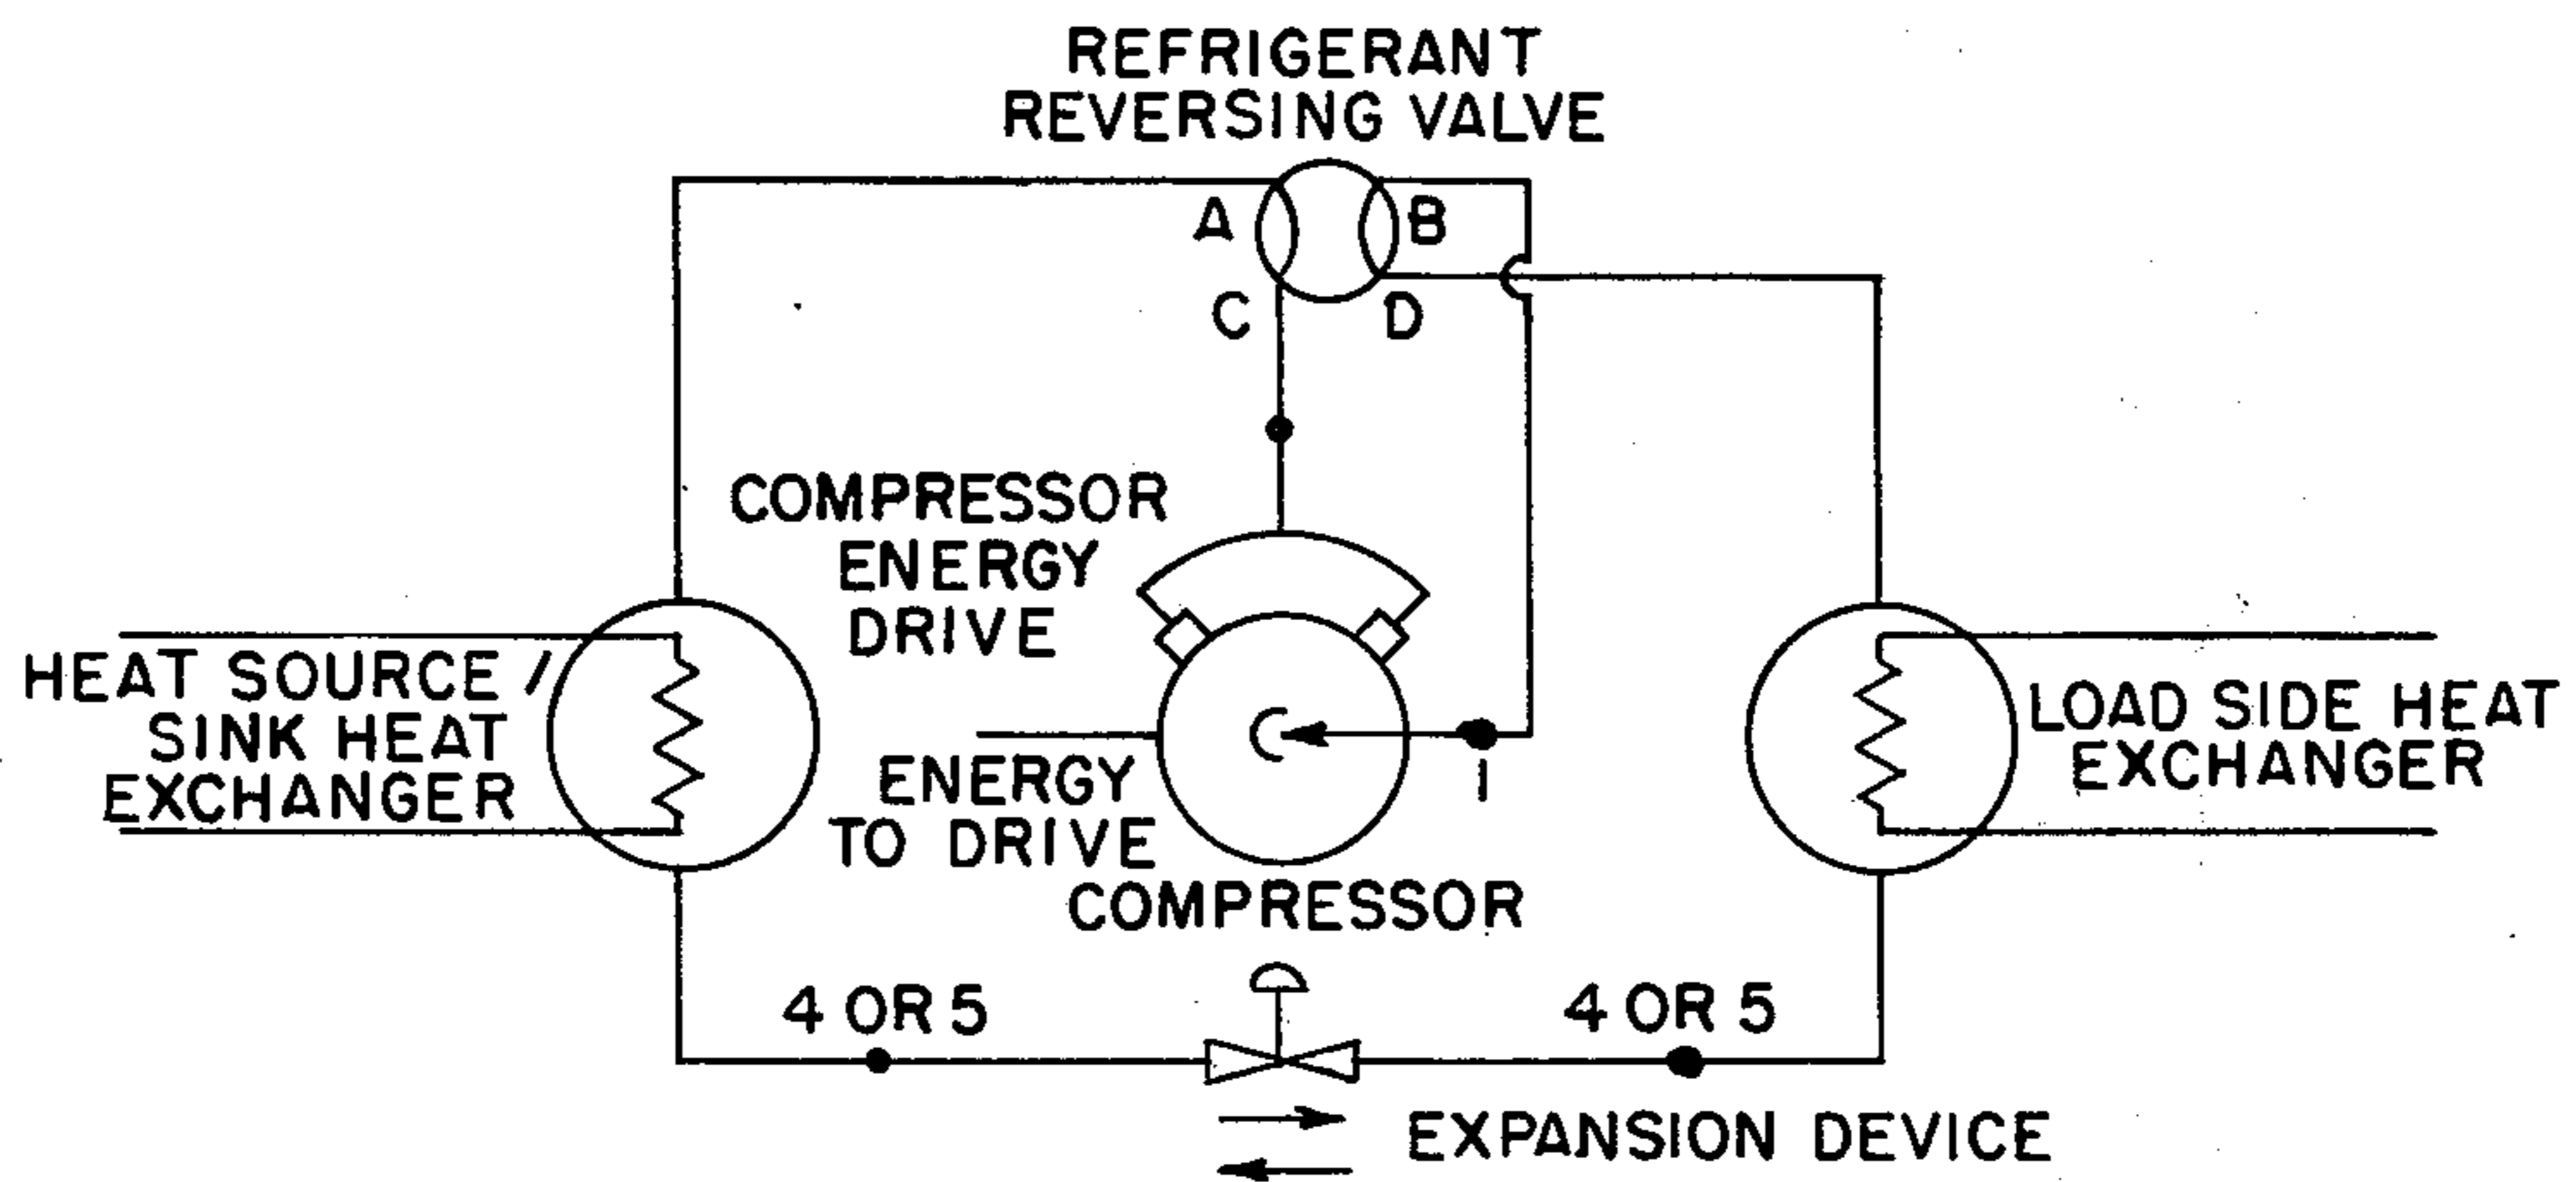 REFRIGERANT
REVERSING VALVE
A
B
C
D
COMPRESSOR
ENERGY
DRIVE
HEAT SOURCE /
SINK HEAT
EXCHANGER
ENERGY
TO DRIVE
COMPRESSOR
1
LOAD SIDE HEAT
EXCHANGER
4 OR 5
4 OR 5
EXPANSION DEVICE